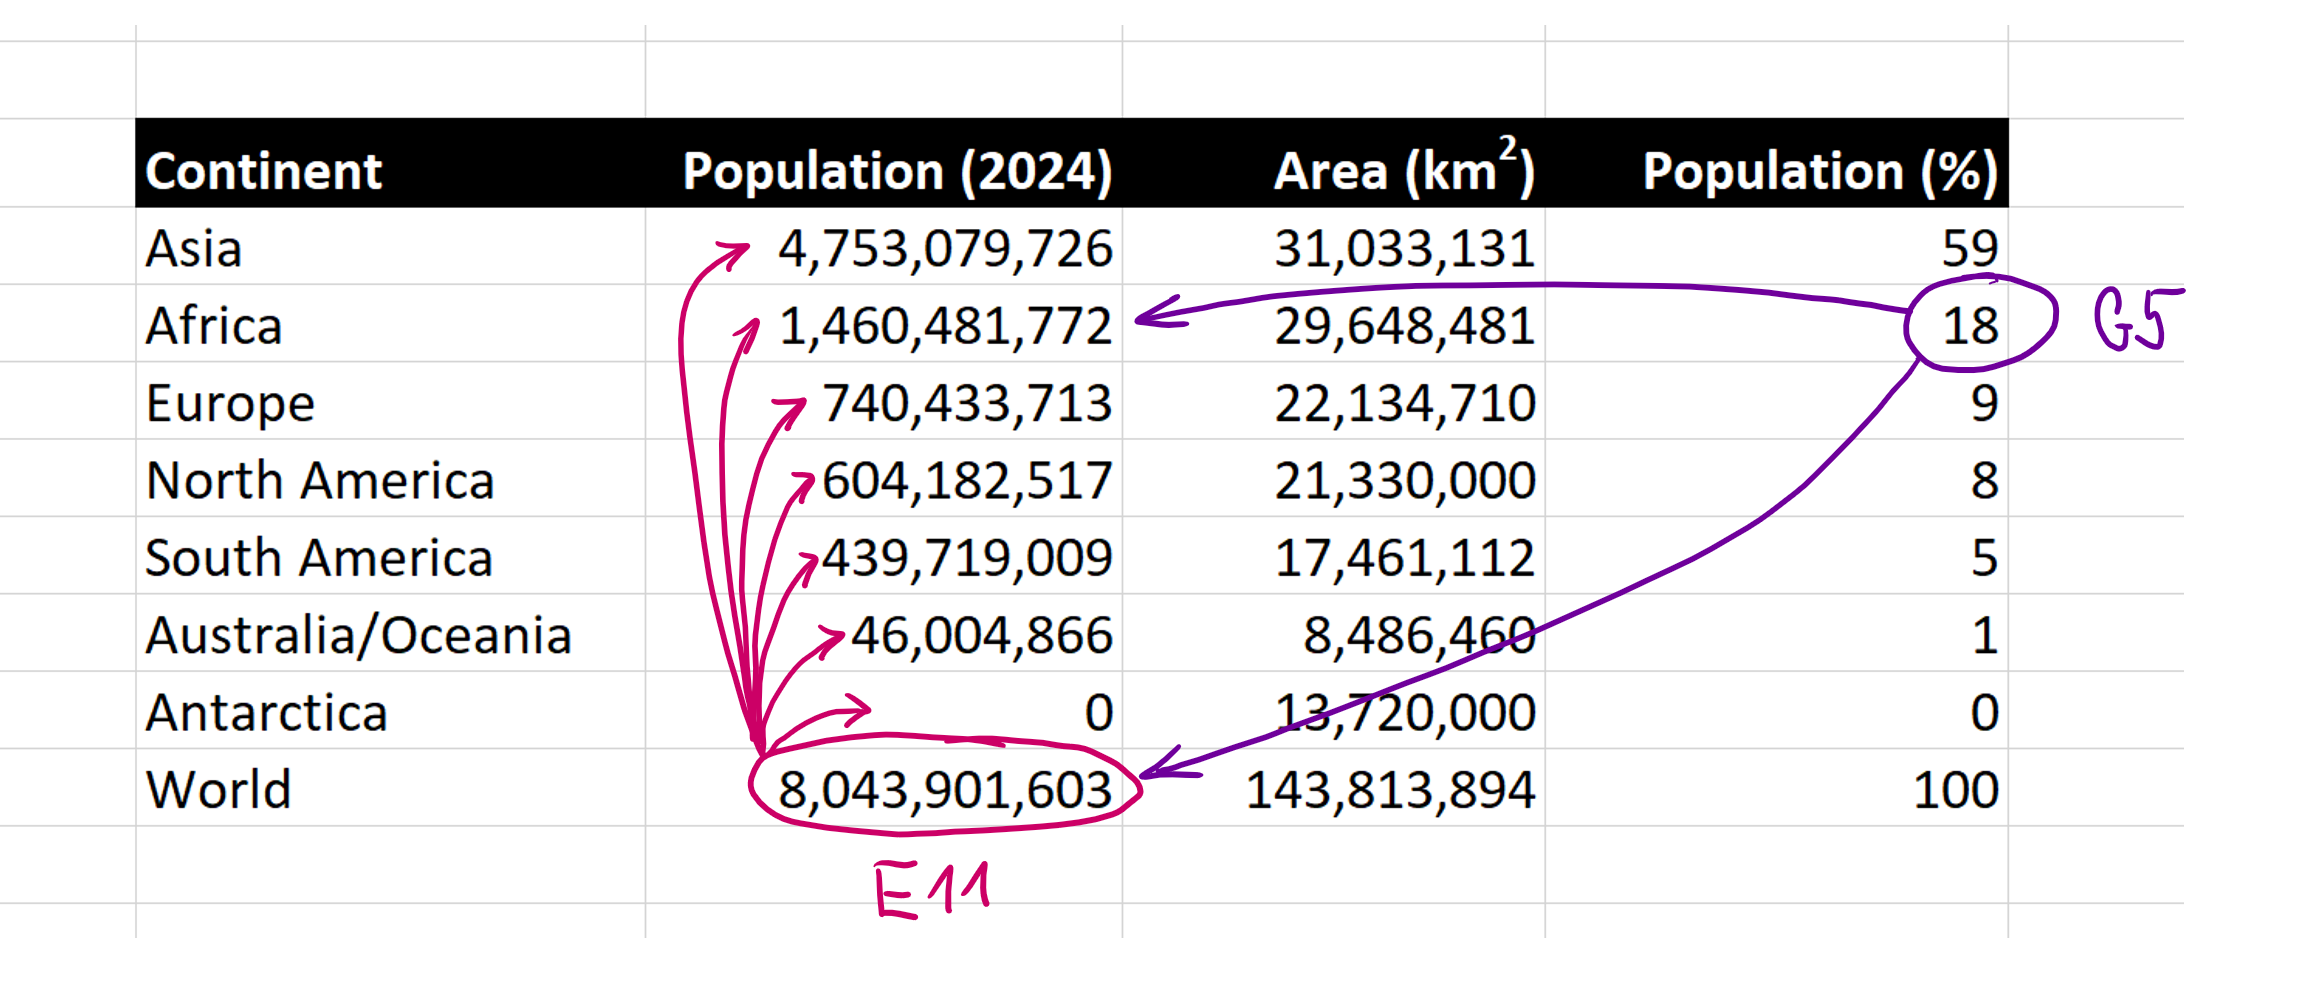 Continent Population (2024) Area (km²) Population (%)
Asia 4,753,079,726 31,033,131 59
Africa 1,460,481,772 29,648,481 18 G5
Europe 740,433,713 22,134,710 9
North America 604,182,517 21,330,000 8
South America 439,719,009 17,461,112 5
Australia/Oceania 46,004,866 8,486,460 1
Antarctica 0 13,720,000 0
World 8,043,901,603 143,813,894 100
E11